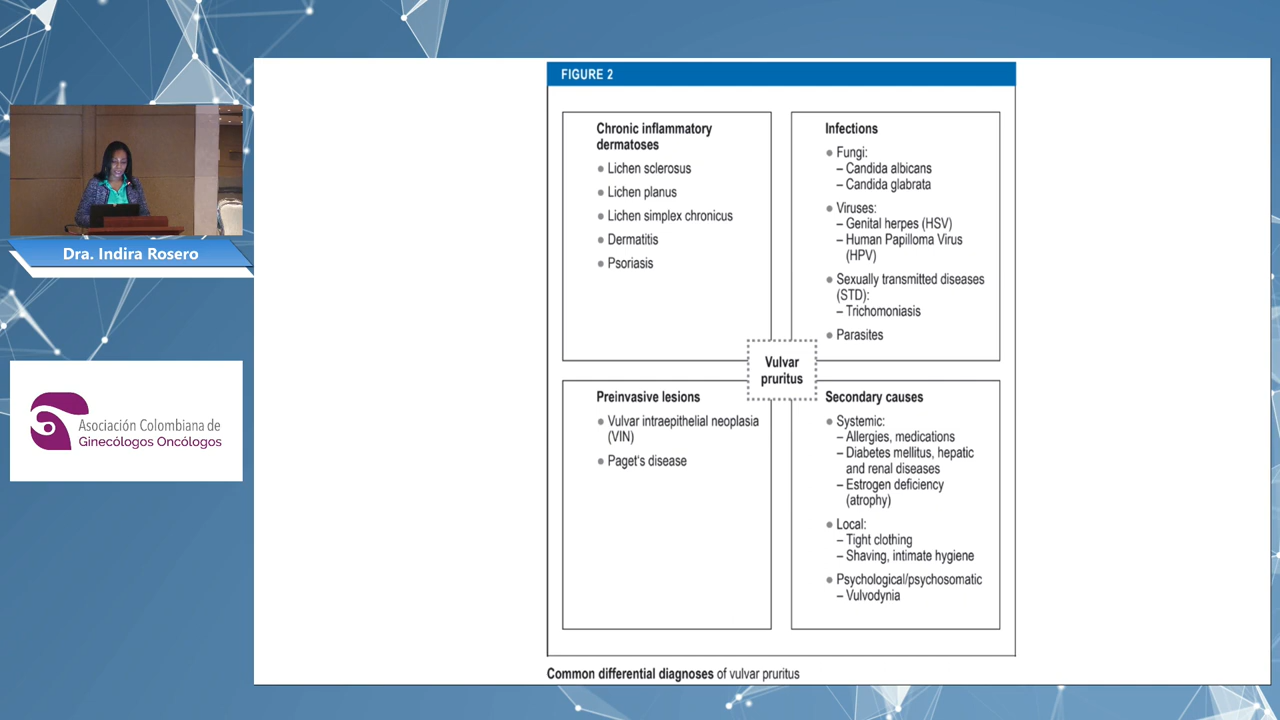 FIGURE 2
Chronic inflammatory
dermatoses
● Lichen sclerosus
● Lichen planus
● Lichen simplex chronicus
● Dermatitis
● Psoriasis
Infections
● Fungi:
– Candida albicans
– Candida glabrata
● Viruses:
– Genital herpes (HSV)
– Human Papilloma Virus
(HPV)
● Sexually transmitted diseases
(STD):
– Trichomoniasis
● Parasites
Vulvar
pruritus
Preinvasive lesions
● Vulvar intraepithelial neoplasia
(VIN)
● Paget's disease
Secondary causes
● Systemic:
– Allergies, medications
– Diabetes mellitus, hepatic
and renal diseases
– Estrogen deficiency
(atrophy)
● Local:
– Tight clothing
– Shaving, intimate hygiene
● Psychological/psychosomatic
– Vulvodynia
Common differential diagnoses of vulvar pruritus
Dra. Indira Rosero
Asociación Colombiana de
Ginecólogos Oncólogos